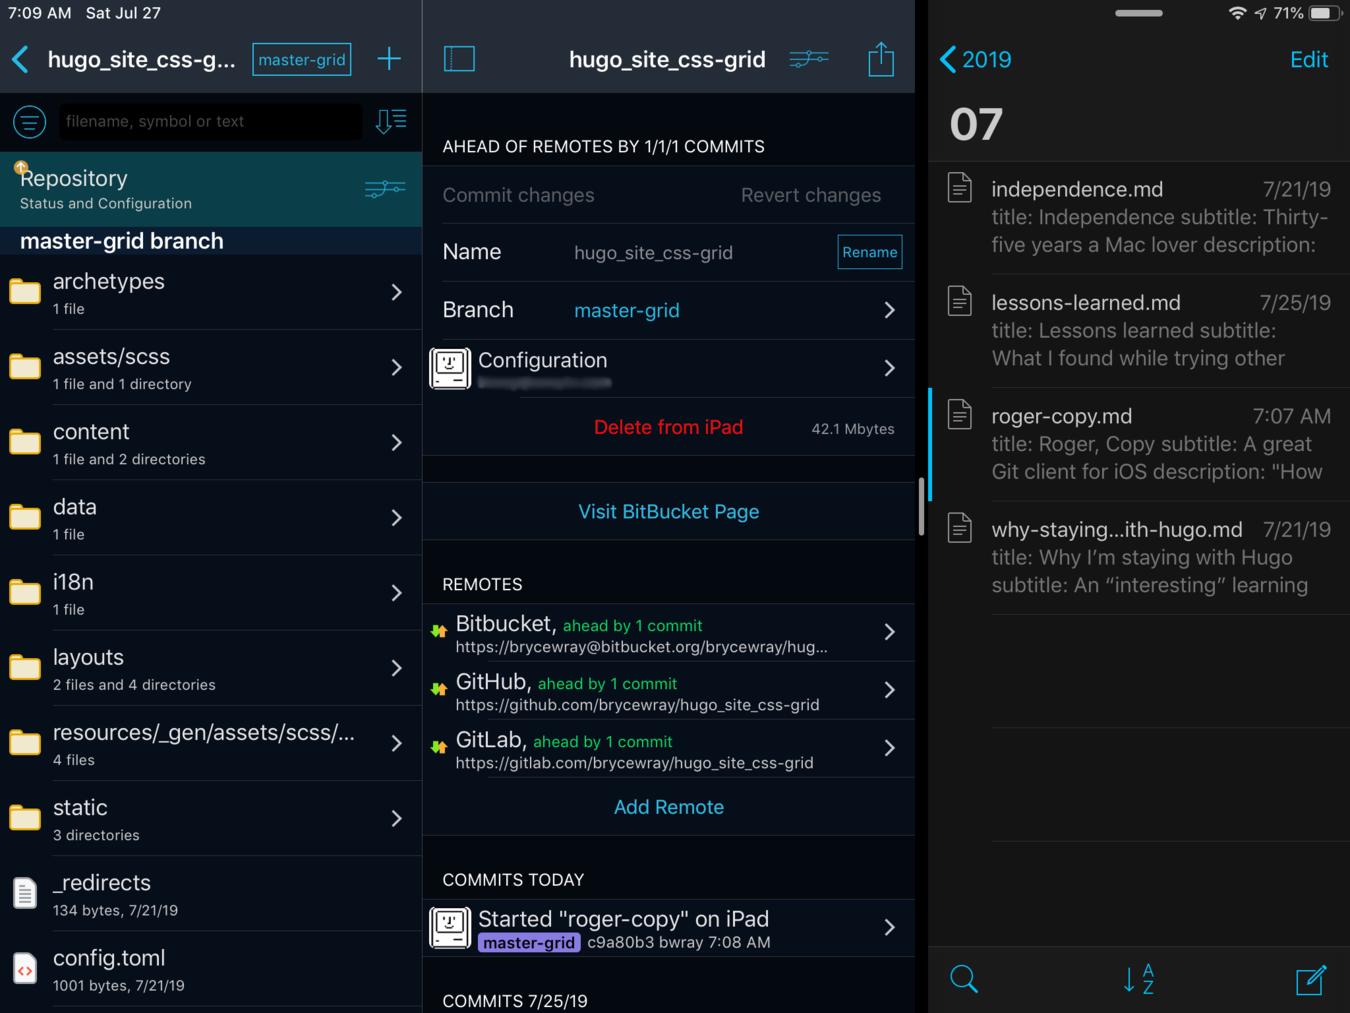 7:09 AM Sat Jul 27
71%
hugo_site_css-g...
master-grid
filename, symbol or text
Repository
Status and Configuration
master-grid branch
archetypes
1 file
assets/scss
1 file and 1 directory
content
1 file and 2 directories
data
1 file
i18n
1 file
layouts
2 files and 4 directories
resources/_gen/assets/scss/...
4 files
static
3 directories
_redirects
134 bytes, 7/21/19
config.toml
1001 bytes, 7/21/19
hugo_site_css-grid
AHEAD OF REMOTES BY 1/1/1 COMMITS
Commit changes Revert changes
Name hugo_site_css-grid Rename
Branch master-grid
Configuration
Delete from iPad 42.1 Mbytes
Visit BitBucket Page
REMOTES
Bitbucket, ahead by 1 commit
https://brycewray@bitbucket.org/brycewray/hug...
GitHub, ahead by 1 commit
https://github.com/brycewray/hugo_site_css-grid
GitLab, ahead by 1 commit
https://gitlab.com/brycewray/hugo_site_css-grid
Add Remote
COMMITS TODAY
Started "roger-copy" on iPad
master-grid c9a80b3 bwray 7:08 AM
COMMITS 7/25/19
2019 Edit
07
independence.md 7/21/19
title: Independence subtitle: Thirty-
five years a Mac lover description:
lessons-learned.md 7/25/19
title: Lessons learned subtitle:
What I found while trying other
roger-copy.md 7:07 AM
title: Roger, Copy subtitle: A great
Git client for iOS description: "How
why-staying...ith-hugo.md 7/21/19
title: Why I’m staying with Hugo
subtitle: An “interesting” learning
A
Z